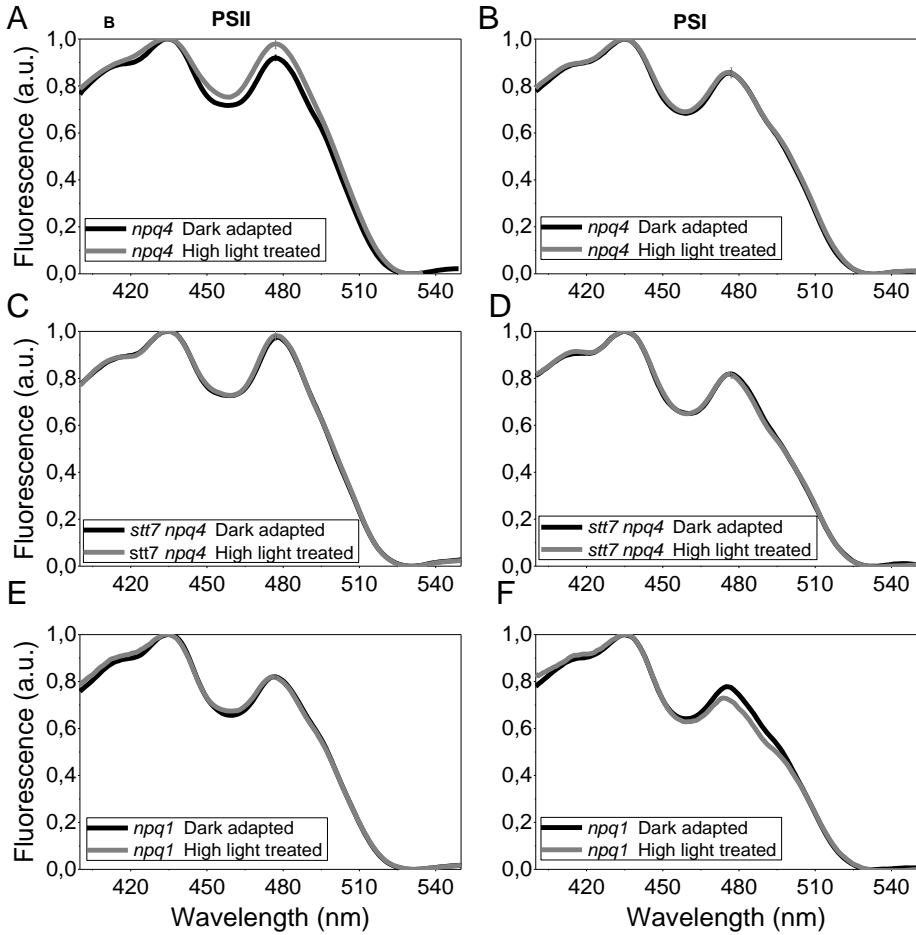 A B PSII
B PSI
Fluorescence (a.u.)
1,0
0,8
0,6
0,4
0,2
0,0
npq4 Dark adapted
npq4 High light treated
420 450 480 510 540
Fluorescence (a.u.)
1,0
0,8
0,6
0,4
0,2
0,0
npq4 Dark adapted
npq4 High light treated
420 450 480 510 540
C
Fluorescence (a.u.)
1,0
0,8
0,6
0,4
0,2
0,0
stt7 npq4 Dark adapted
stt7 npq4 High light treated
420 450 480 510 540
D
Fluorescence (a.u.)
1,0
0,8
0,6
0,4
0,2
0,0
stt7 npq4 Dark adapted
stt7 npq4 High light treated
420 450 480 510 540
E
Fluorescence (a.u.)
1,0
0,8
0,6
0,4
0,2
0,0
npq1 Dark adapted
npq1 High light treated
420 450 480 510 540
Wavelength (nm)
F
Fluorescence (a.u.)
1,0
0,8
0,6
0,4
0,2
0,0
npq1 Dark adapted
npq1 High light treated
420 450 480 510 540
Wavelength (nm)